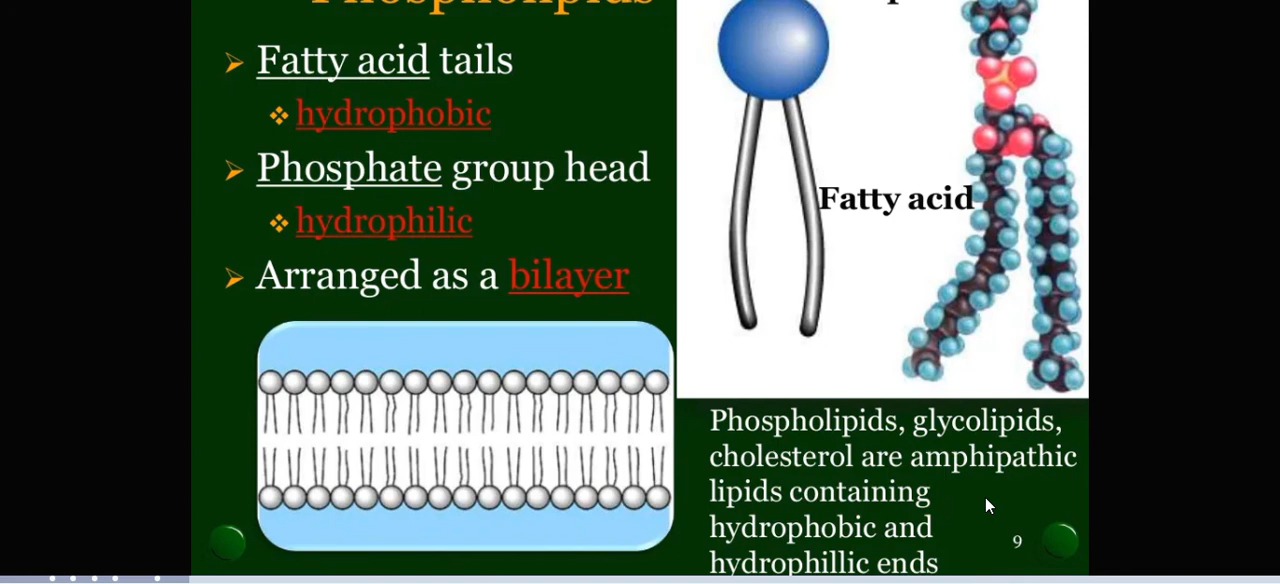 Phospholipids
Fatty acid tails
hydrophobic
Phosphate group head
hydrophilic
Arranged as a bilayer
Fatty acid
Phospholipids, glycolipids,
cholesterol are amphipathic
lipids containing
hydrophobic and
hydrophillic ends
9